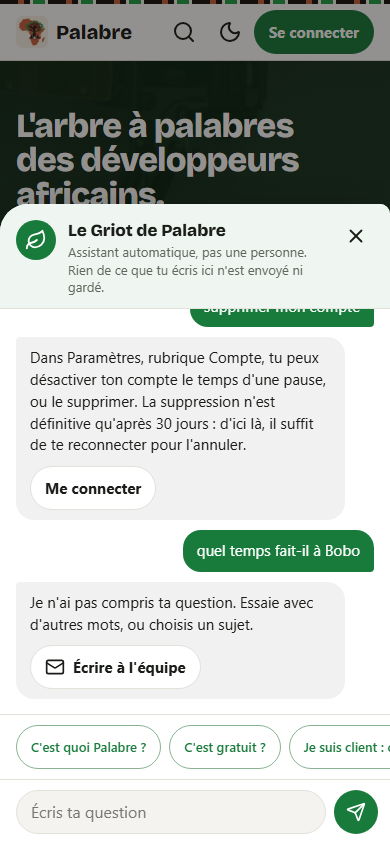 Palabre
Se connecter
L'arbre à palabres
des développeurs
africains.
Le Griot de Palabre
Assistant automatique, pas une personne.
Rien de ce que tu écris ici n'est envoyé ni
gardé.
supprimer mon compte
Dans Paramètres, rubrique Compte, tu peux
désactiver ton compte le temps d'une pause,
ou le supprimer. La suppression n'est
définitive qu'après 30 jours : d'ici là, il suffit
de te reconnecter pour l'annuler.
Me connecter
quel temps fait-il à Bobo
Je n'ai pas compris ta question. Essaie avec
d'autres mots, ou choisis un sujet.
Écrire à l'équipe
C'est quoi Palabre ?
C'est gratuit ?
Je suis client :
Écris ta question